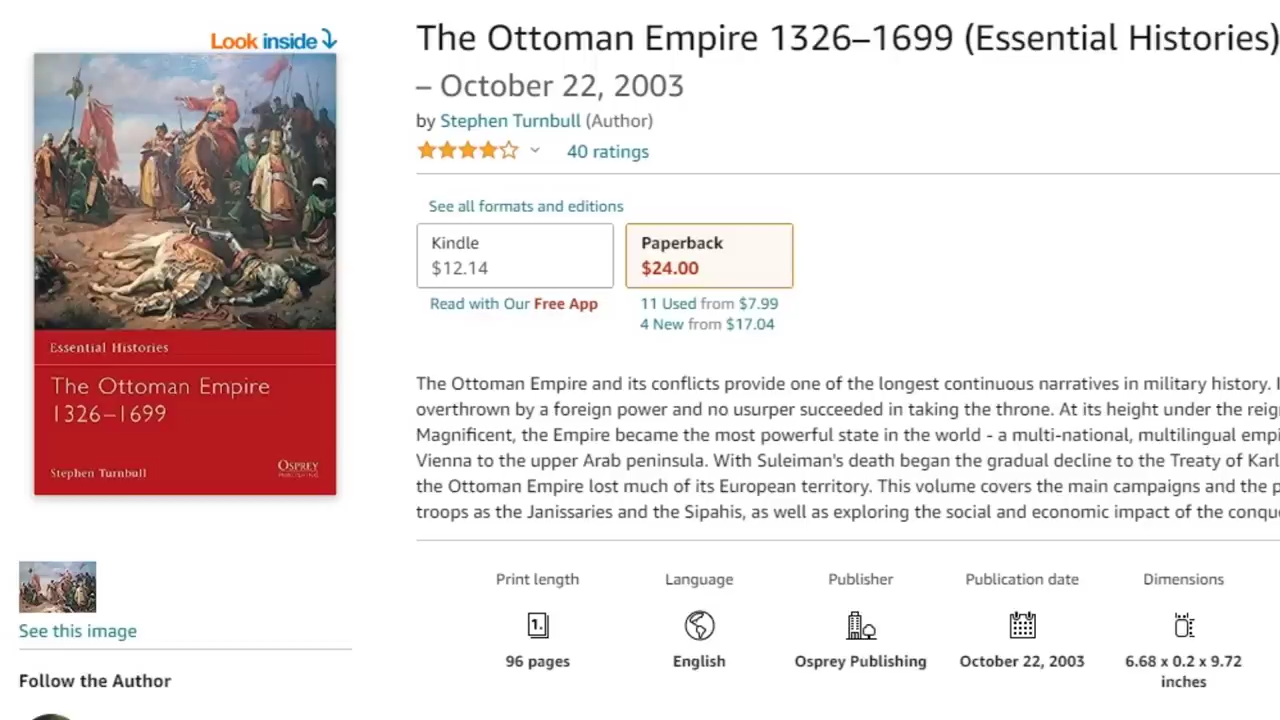 Look inside
The Ottoman Empire 1326–1699 (Essential Histories)
– October 22, 2003
by Stephen Turnbull (Author)
40 ratings
See all formats and editions
Kindle
$12.14
Paperback
$24.00
Read with Our Free App
11 Used from $7.99
4 New from $17.04
Essential Histories
The Ottoman Empire
1326–1699
Stephen Turnbull
OSPREY
The Ottoman Empire and its conflicts provide one of the longest continuous narratives in military history.
overthrown by a foreign power and no usurper succeeded in taking the throne. At its height under the reig
Magnificent, the Empire became the most powerful state in the world - a multi-national, multilingual empi
Vienna to the upper Arab peninsula. With Suleiman's death began the gradual decline to the Treaty of Karl
the Ottoman Empire lost much of its European territory. This volume covers the main campaigns and the p
troops as the Janissaries and the Sipahis, as well as exploring the social and economic impact of the conqu
See this image
Follow the Author
Print length
1.
96 pages
Language
English
Publisher
Osprey Publishing
Publication date
October 22, 2003
Dimensions
6.68 x 0.2 x 9.72
inches